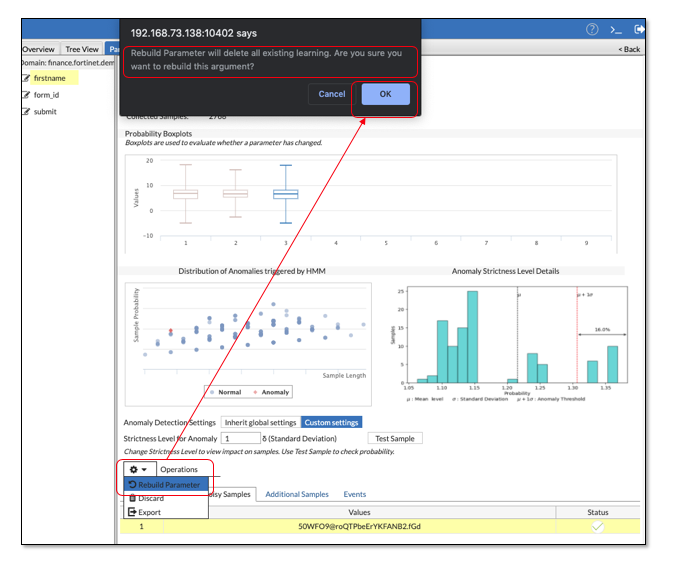 192.168.73.138:10402 says
Rebuild Parameter will delete all existing learning. Are you sure you
want to rebuild this argument?
Cancel
OK
Overview
Tree View
Pa
< Back
Domain: finance.fortinet.dem
firstname
form_id
submit
Collected Samples: 2768
Probability Boxplots
Boxplots are used to evaluate whether a parameter has changed.
20
10
0
-10
Values
1 2 3 4 5 6 7 8 9
Distribution of Anomalies triggered by HMM
Sample Probability
Sample Length
Normal
Anomaly
Anomaly Strictness Level Details
25
20
15
10
5
0
Samples
μ
μ + 1σ
16.0%
1.05 1.10 1.15 1.20 1.25 1.30 1.35
Probability
μ : Mean level σ : Standard Deviation μ + 1σ : Anomaly Threshold
Anomaly Detection Settings
Inherit global settings
Custom settings
Strictness Level for Anomaly
1
δ (Standard Deviation)
Test Sample
Change Strictness Level to view impact on samples. Use Test Sample to check probability.
Operations
Rebuild Parameter
Discard
Export
oisy Samples
Additional Samples
Events
Values
Status
1